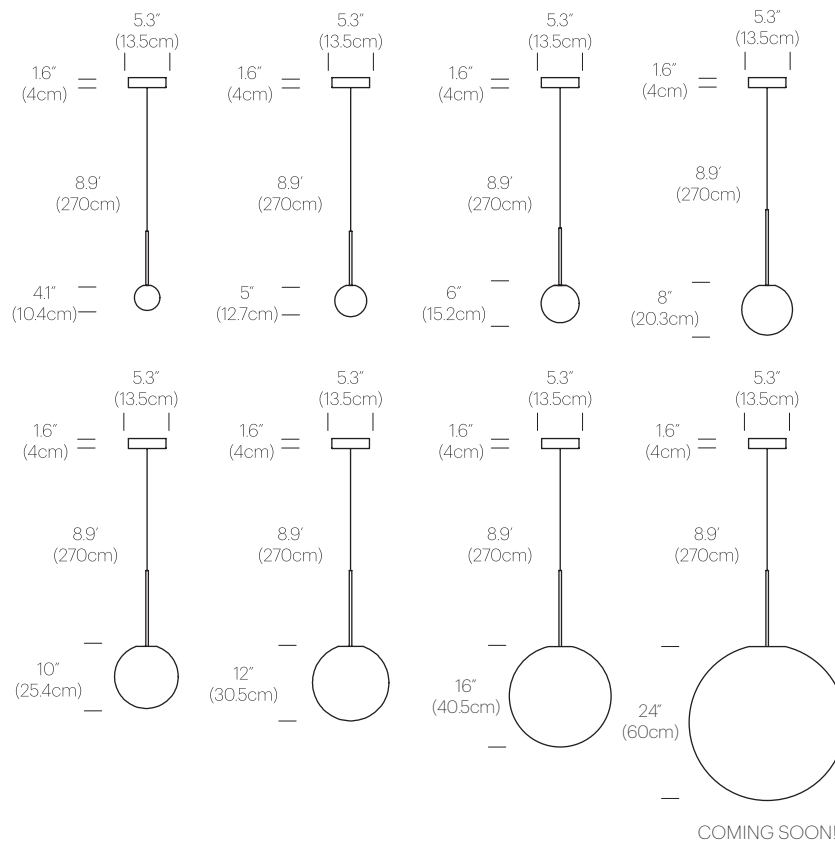 5.3"
(13.5cm)
1.6"
(4cm)
8.9'
(270cm)
4.1"
(10.4cm)
5.3"
(13.5cm)
1.6"
(4cm)
8.9'
(270cm)
5"
(12.7cm)
5.3"
(13.5cm)
1.6"
(4cm)
8.9'
(270cm)
6"
(15.2cm)
5.3"
(13.5cm)
1.6"
(4cm)
8.9'
(270cm)
8"
(20.3cm)
5.3"
(13.5cm)
1.6"
(4cm)
8.9'
(270cm)
10"
(25.4cm)
5.3"
(13.5cm)
1.6"
(4cm)
8.9'
(270cm)
12"
(30.5cm)
5.3"
(13.5cm)
1.6"
(4cm)
8.9'
(270cm)
16"
(40.5cm)
5.3"
(13.5cm)
1.6"
(4cm)
8.9'
(270cm)
24"
(60cm)
COMING SOON!